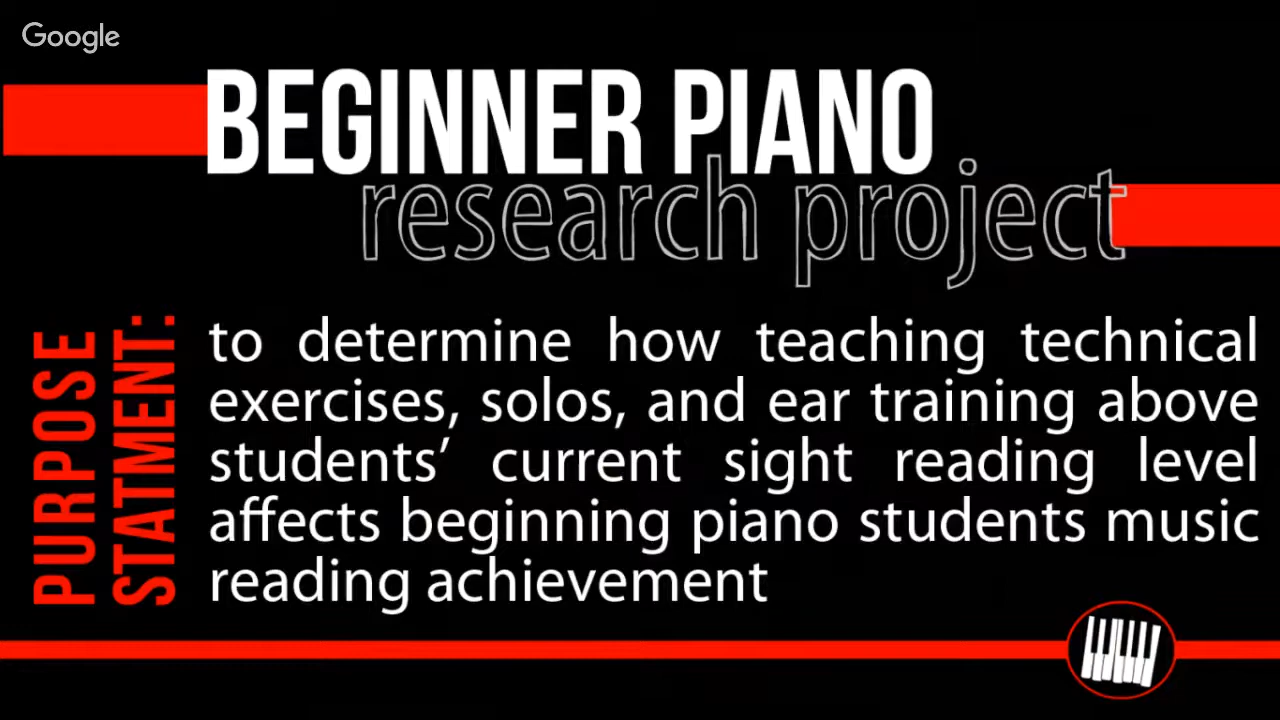 Google
BEGINNER PIANO
research project
PURPOSE
STATMENT:
to determine how teaching technical
exercises, solos, and ear training above
students’ current sight reading level
affects beginning piano students music
reading achievement